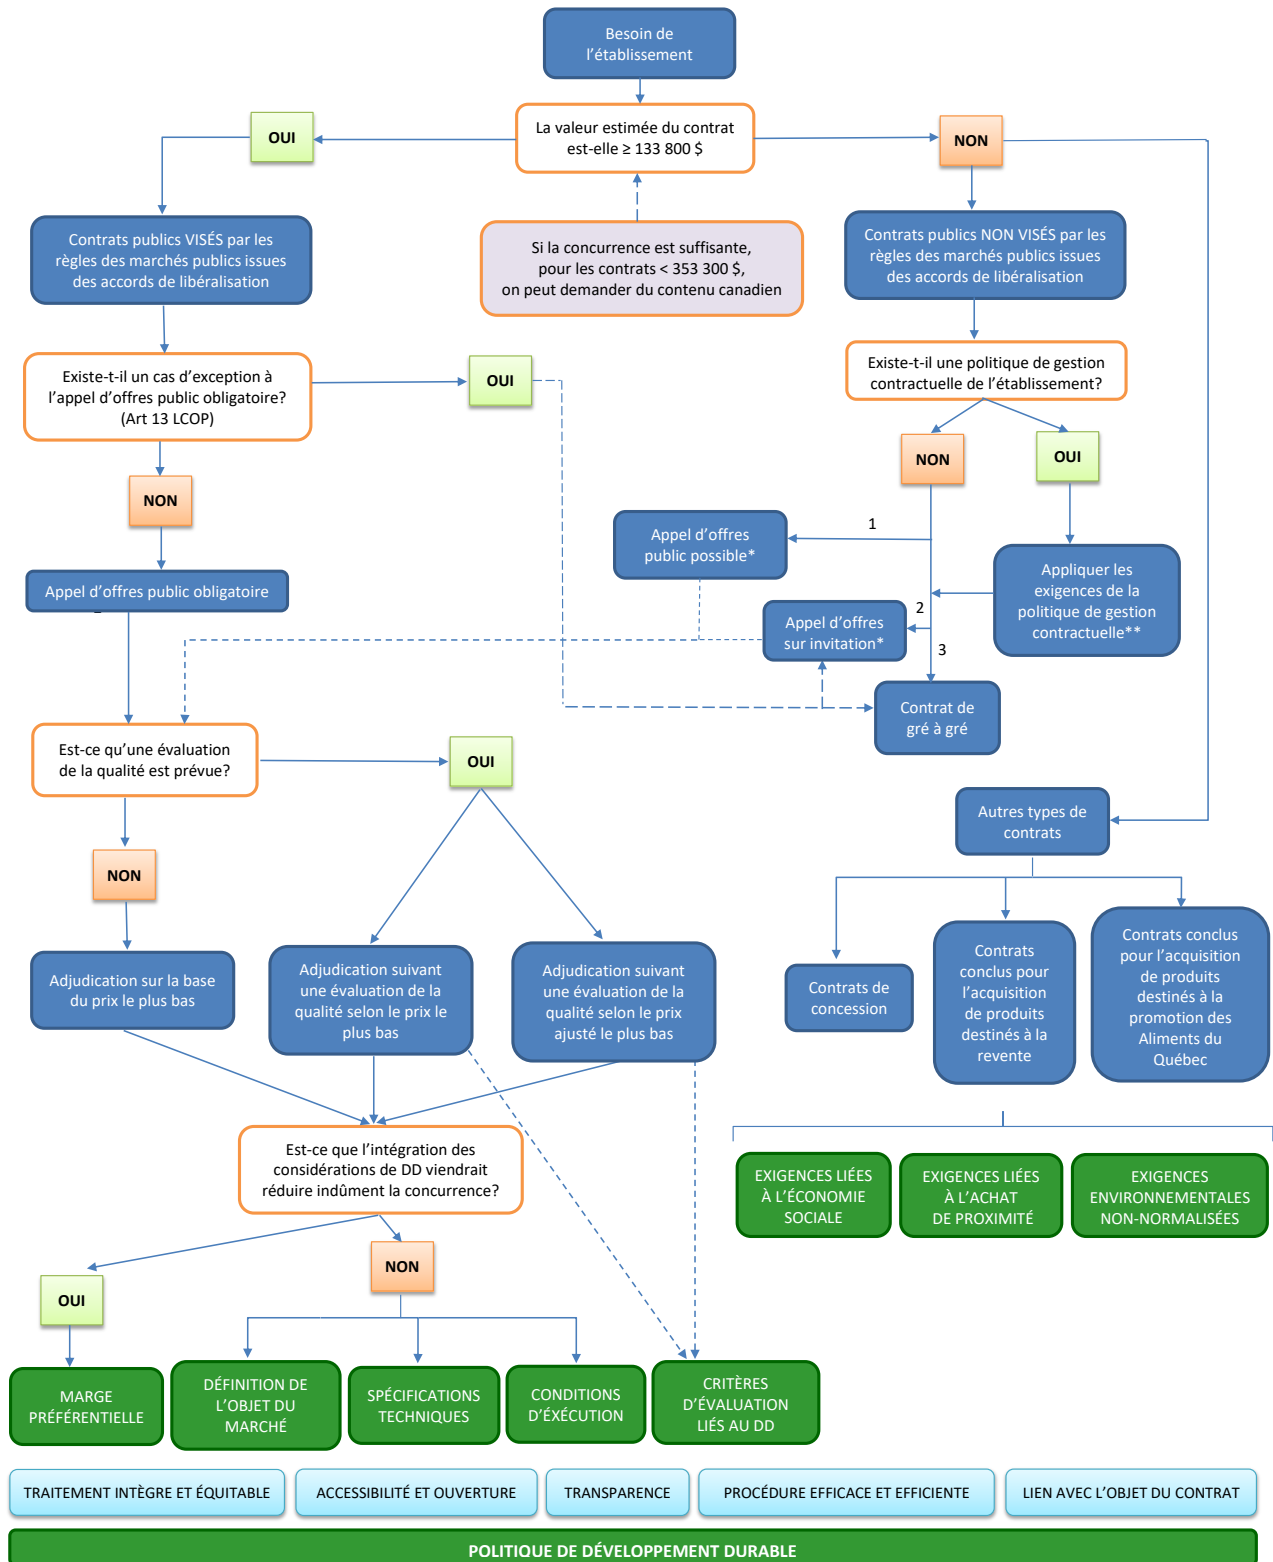 Besoin de
l'établissement
La valeur estimée du contrat
est-elle ≥ 133 800 $
OUI
NON
Contrats publics VISÉS par les
règles des marchés publics issues
des accords de libéralisation
Si la concurrence est suffisante,
pour les contrats < 353 300 $,
on peut demander du contenu canadien
Contrats publics NON VISÉS par les
règles des marchés publics issues
des accords de libéralisation
Existe-t-il un cas d'exception à
l'appel d'offres public obligatoire?
(Art 13 LCOP)
OUI
Existe-t-il une politique de gestion
contractuelle de l'établissement?
NON
OUI
NON
1
Appel d'offres
public possible*
Appel d'offres public obligatoire
Appliquer les
exigences de la
politique de gestion
contractuelle**
2
Appel d'offres
sur invitation*
3
Contrat de
gré à gré
Est-ce qu'une évaluation
de la qualité est prévue?
OUI
NON
Autres types de
contrats
Adjudication sur la base
du prix le plus bas
Adjudication suivant
une évaluation de la
qualité selon le prix le
plus bas
Adjudication suivant
une évaluation de la
qualité selon le prix
ajusté le plus bas
Contrats de
concession
Contrats
conclus pour
l'acquisition
de produits
destinés à la
revente
Contrats conclus
pour l'acquisition
de produits
destinés à la
promotion des
Aliments du
Québec
Est-ce que l'intégration des
considérations de DD viendrait
réduire indûment la concurrence?
EXIGENCES LIÉES
À L'ÉCONOMIE
SOCIALE
EXIGENCES LIÉES
À L'ACHAT
DE PROXIMITÉ
EXIGENCES
ENVIRONNEMENTALES
NON-NORMALISÉES
OUI
NON
MARGE
PRÉFÉRENTIELLE
DÉFINITION DE
L'OBJET DU
MARCHÉ
SPÉCIFICATIONS
TECHNIQUES
CONDITIONS
D'EXÉCUTION
CRITÈRES
D'ÉVALUATION
LIÉS AU DD
TRAITEMENT INTÈGRE ET ÉQUITABLE
ACCESSIBILITÉ ET OUVERTURE
TRANSPARENCE
PROCÉDURE EFFICACE ET EFFICIENTE
LIEN AVEC L'OBJET DU CONTRAT
POLITIQUE DE DÉVELOPPEMENT DURABLE